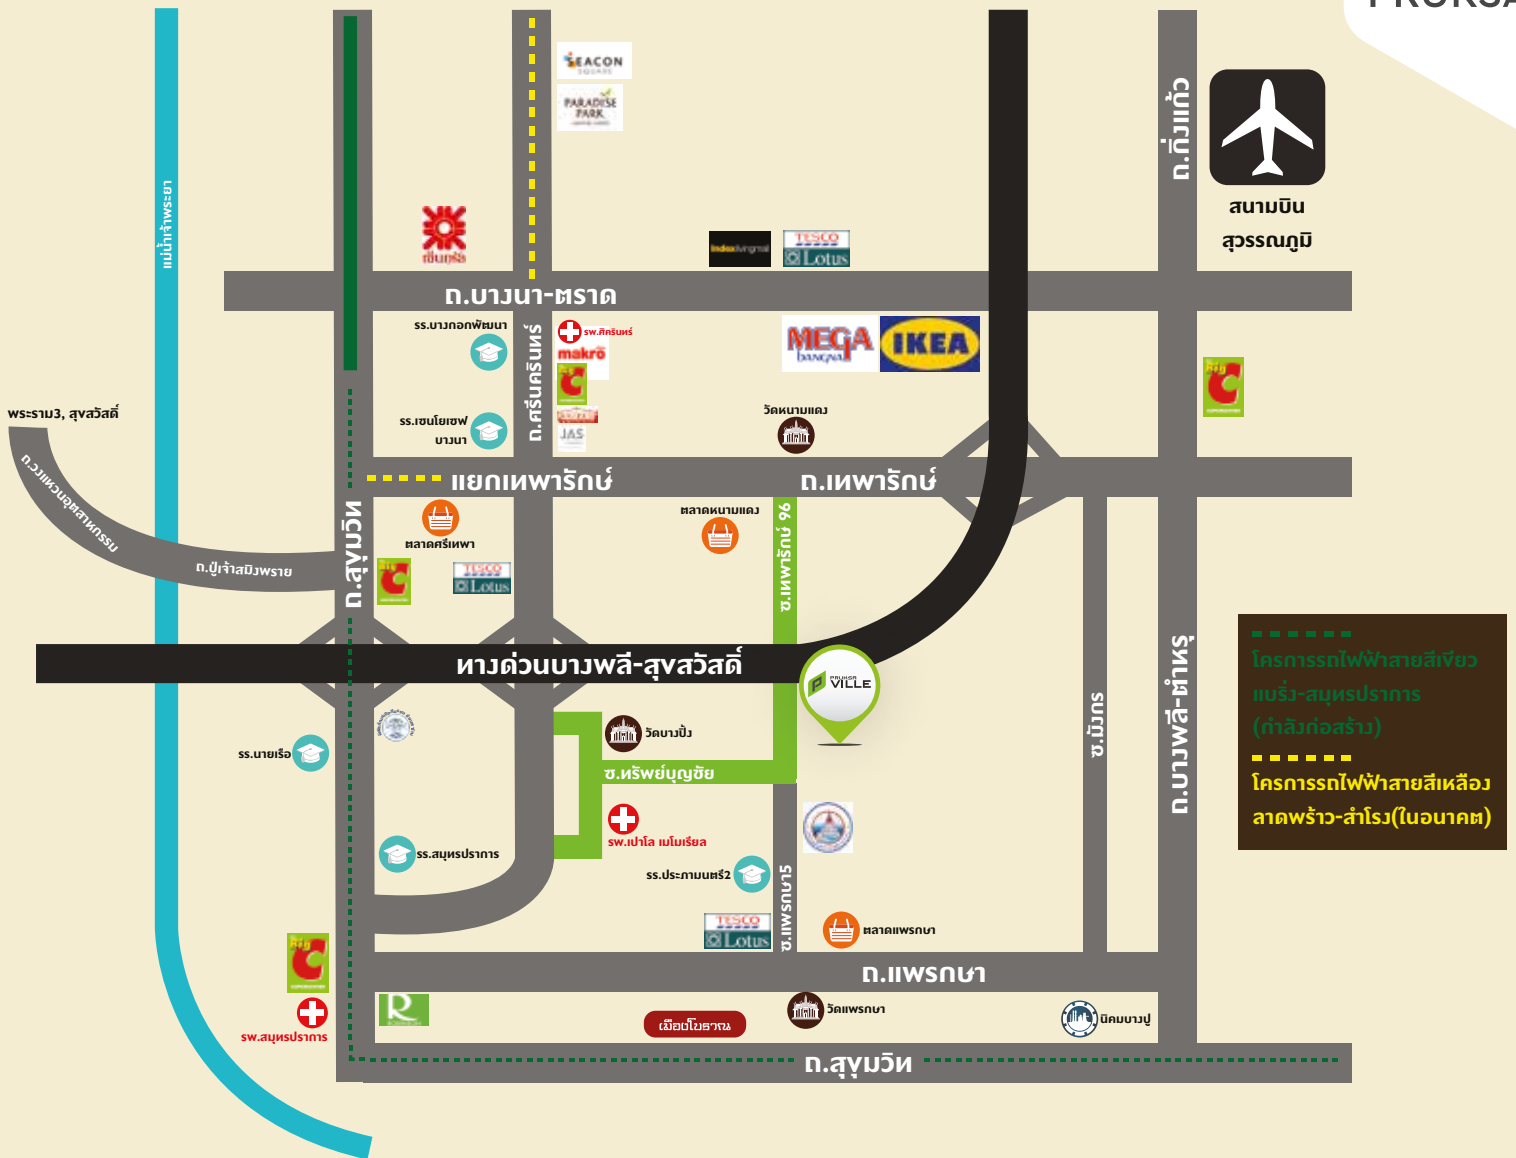 SEACON
SQUARE
PARADISE
PARK
ถ.กิ่งแก้ว
แม่น้ำเจ้าพระยา
สนามบิน
สุวรรณภูมิ
เซ็นทรัล
Index livingmall
TESCO
Lotus
ถ.บางนา-ตราด
รร.บางกอกพัฒนา
รพ.ศิครินทร์
makro
MEGA
BANGNA
IKEA
ถ.ศรีนครินทร์
Big
C
Big
C
พระราม3, สุขสวัสดิ์
รร.เซนโยเซฟ
บางนา
JAS
วัดหนามแดง
ถ.วงแหวนอุตสาหกรรม
แยกเทพารักษ์
ถ.เทพารักษ์
ถ.สุขุมวิท
ตลาดศรีเทพา
ตลาดหนามแดง
ซ.เทพารักษ์ 96
ถ.ปู่เจ้าสมิงพราย
Big
C
TESCO
Lotus
ทางด่วนบางพลี-สุขสวัสดิ์
PRUKSA
VILLE
ถ.บางพลี-ตำหรุ
ซ.มังกร
โครงการรถไฟฟ้าสายสีเขียว
แบริ่ง-สมุทรปราการ
(กำลังก่อสร้าง)
โครงการรถไฟฟ้าสายสีเหลือง
ลาดพร้าว-สำโรง(ในอนาคต)
รร.นายเรือ
วัดบางปิ้ง
ซ.ทรัพย์บุญชัย
รพ.เปาโล เมโมเรียล
รร.สมุทรปราการ
รร.ประภามนตรี2
ซ.แพรกษา5
TESCO
Lotus
ตลาดแพรกษา
Big
C
ถ.แพรกษา
รพ.สมุทรปราการ
R
เมืองโบราณ
วัดแพรกษา
นิคมบางปู
ถ.สุขุมวิท